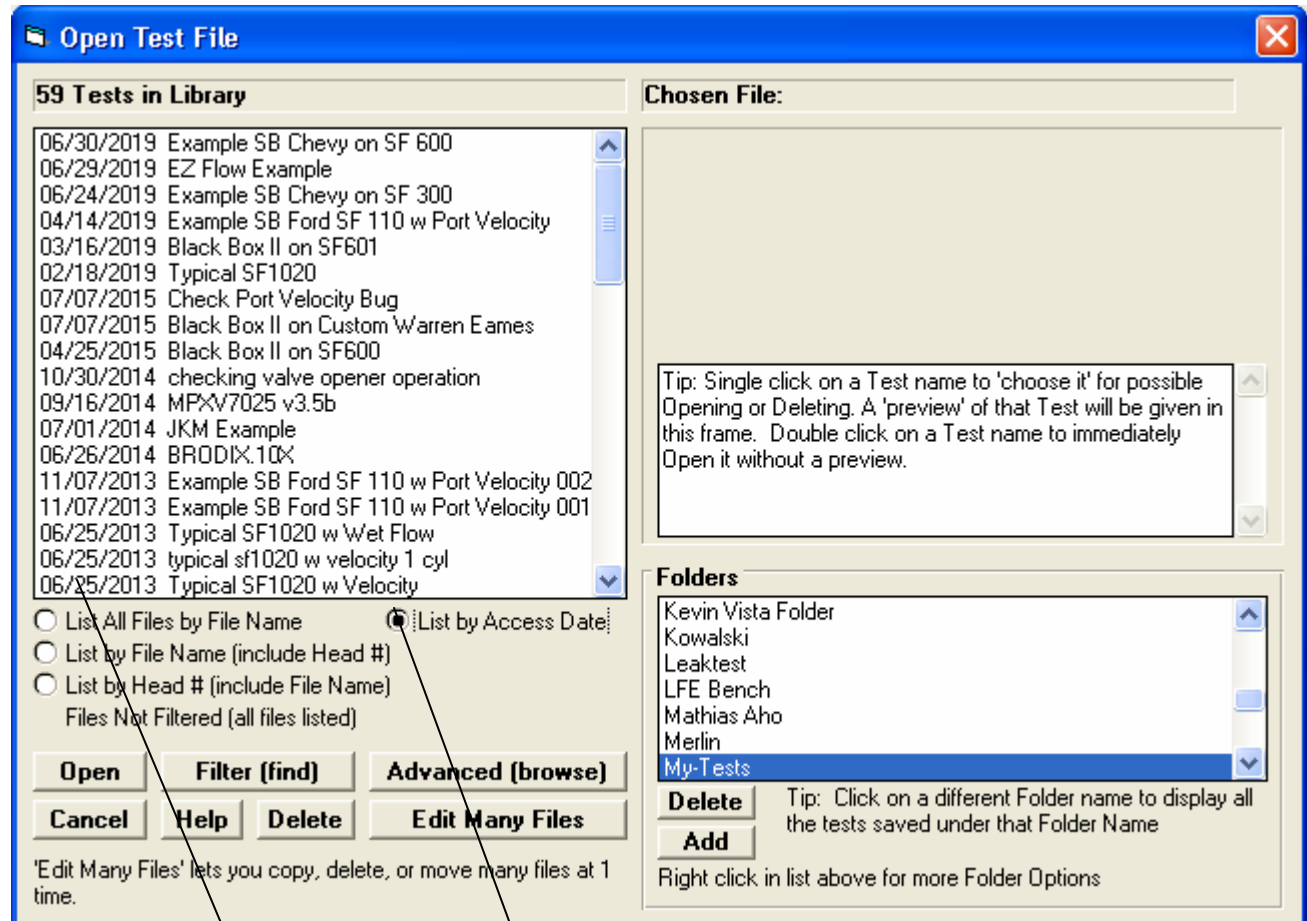 Open Test File
59 Tests in Library
06/30/2019 Example SB Chevy on SF 600
06/29/2019 EZ Flow Example
06/24/2019 Example SB Chevy on SF 300
04/14/2019 Example SB Ford SF 110 w Port Velocity
03/16/2019 Black Box II on SF601
02/18/2019 Typical SF1020
07/07/2015 Check Port Velocity Bug
07/07/2015 Black Box II on Custom Warren Eames
04/25/2015 Black Box II on SF600
10/30/2014 checking valve opener operation
09/16/2014 MPXV7025 v3.5b
07/01/2014 JKM Example
06/26/2014 BRODIX.10X
11/07/2013 Example SB Ford SF 110 w Port Velocity 002
11/07/2013 Example SB Ford SF 110 w Port Velocity 001
06/25/2013 Typical SF1020 w Wet Flow
06/25/2013 typical sf1020 w velocity 1 cyl
06/25/2013 Typical SF1020 w Velocity
List All Files by File Name
List by Access Date
List by File Name (include Head #)
List by Head # (include File Name)
Files Not Filtered (all files listed)
Open
Filter (find)
Advanced (browse)
Cancel
Help
Delete
Edit Many Files
'Edit Many Files' lets you copy, delete, or move many files at 1
time.
Chosen File:
Tip: Single click on a Test name to 'choose it' for possible
Opening or Deleting. A 'preview' of that Test will be given in
this frame. Double click on a Test name to immediately
Open it without a preview.
Folders
Kevin Vista Folder
Kowalski
Leaktest
LFE Bench
Mathias Aho
Merlin
My-Tests
Delete
Add
Tip: Click on a different Folder name to display all
the tests saved under that Folder Name
Right click in list above for more Folder Options